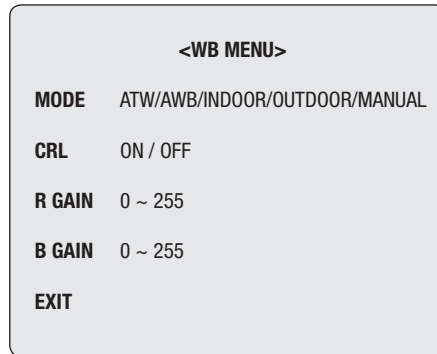 <WB MENU>
MODE ATW/AWB/INDOOR/OUTDOOR/MANUAL
CRL ON / OFF
R GAIN 0 ~ 255
B GAIN 0 ~ 255
EXIT